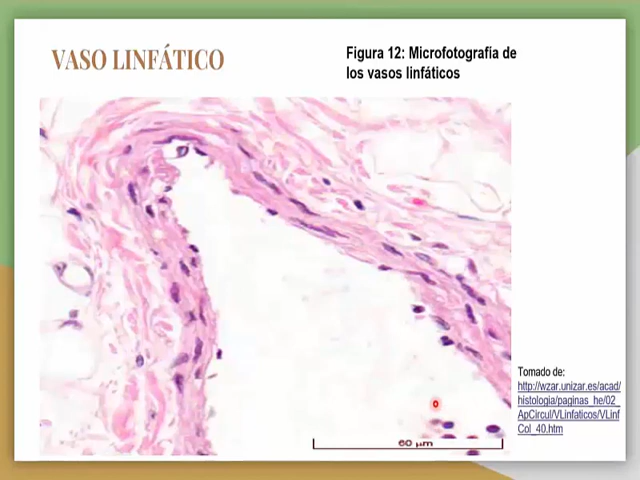 VASO LINFÁTICO
Figura 12: Microfotografía de
los vasos linfáticos
60 µm
Tomado de:
http://wzar.unizar.es/acad/
histologia/paginas_he/02_
ApCircul/VLinfaticos/VLinf
Col_40.htm